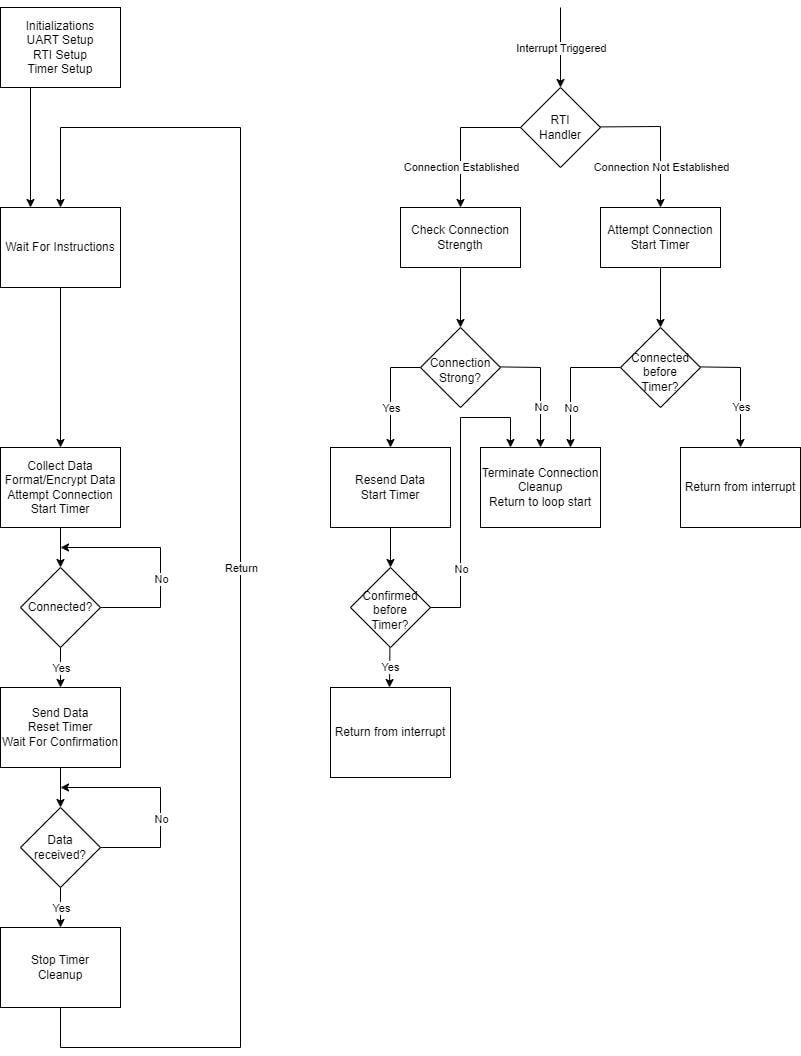 Initializations
UART Setup
RTI Setup
Timer Setup
Wait For Instructions
Collect Data
Format/Encrypt Data
Attempt Connection
Start Timer
Connected?
No
Yes
Send Data
Reset Timer
Wait For Confirmation
Data
received?
No
Yes
Stop Timer
Cleanup
Return
Interrupt Triggered
RTI
Handler
Connection Established
Connection Not Established
Check Connection
Strength
Attempt Connection
Start Timer
Connection
Strong?
Connected
before
Timer?
Yes
No
No
Yes
Resend Data
Start Timer
Terminate Connection
Cleanup
Return to loop start
Return from interrupt
Confirmed
before
Timer?
No
Yes
Return from interrupt